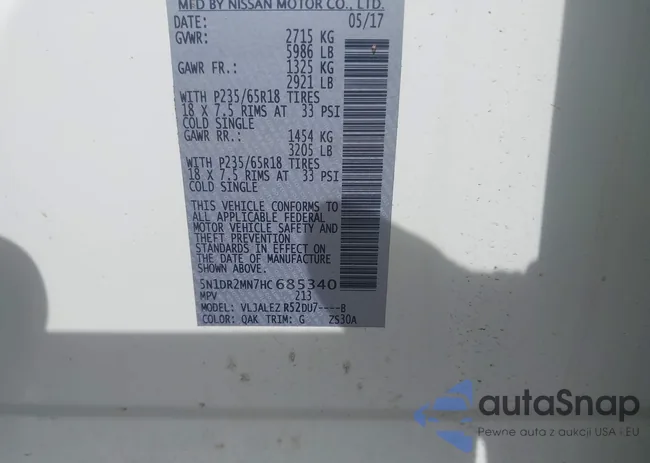 MFD BY NISSAN MOTOR CO., LTD.
DATE: 05/17
GVWR: 2715 KG
5986 LB
GAWR FR.: 1325 KG
2921 LB
WITH P235/65R18 TIRES
18 X 7.5 RIMS AT 33 PSI
COLD SINGLE
GAWR RR.: 1454 KG
3205 LB
WITH P235/65R18 TIRES
18 X 7.5 RIMS AT 33 PSI
COLD SINGLE
THIS VEHICLE CONFORMS TO
ALL APPLICABLE FEDERAL
MOTOR VEHICLE SAFETY AND
THEFT PREVENTION
STANDARDS IN EFFECT ON
THE DATE OF MANUFACTURE
SHOWN ABOVE.
5N1DR2MN7HC685340
MPV 213
MODEL: VLJALEZ R52DU7----B
COLOR: QAK TRIM: G ZS30A
autoSnap
Pewne auta z aukcji USA - EU